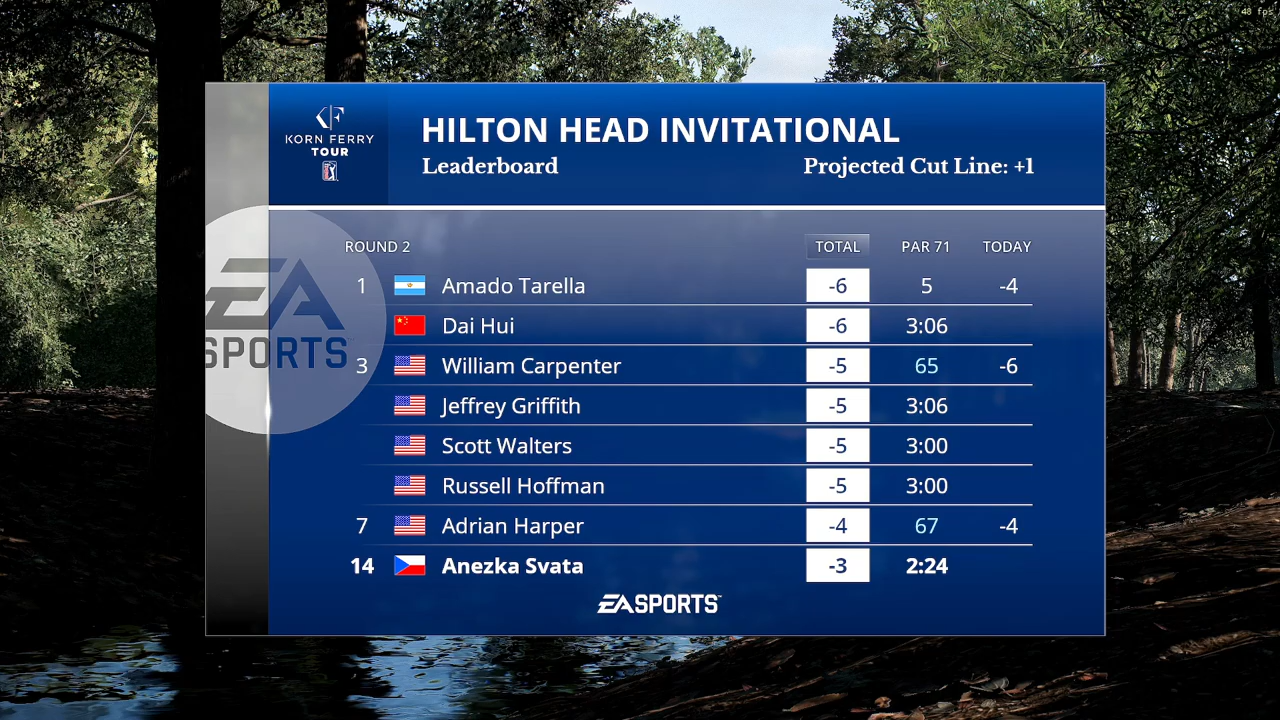 48 fps
KF
KORN FERRY
TOUR
HILTON HEAD INVITATIONAL
Leaderboard Projected Cut Line: +1
ROUND 2 TOTAL PAR 71 TODAY
1 Amado Tarella -6 5 -4
Dai Hui -6 3:06
3 William Carpenter -5 65 -6
Jeffrey Griffith -5 3:06
Scott Walters -5 3:00
Russell Hoffman -5 3:00
7 Adrian Harper -4 67 -4
14 Anezka Svata -3 2:24
EA
SPORTS
EA SPORTS™